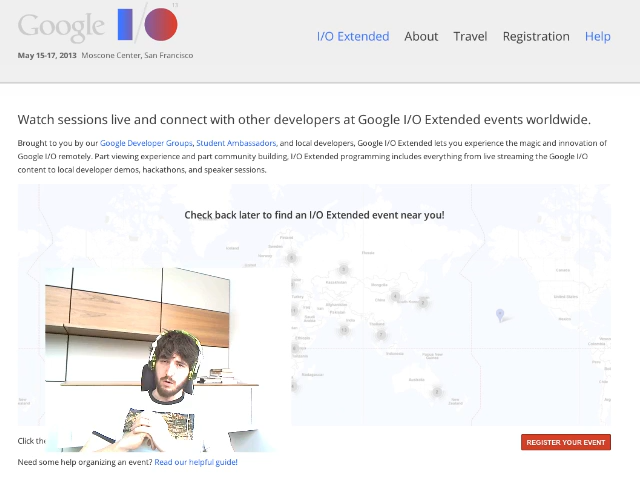 Google I/O 13
May 15-17, 2013 Moscone Center, San Francisco
I/O Extended About Travel Registration Help
Watch sessions live and connect with other developers at Google I/O Extended events worldwide.
Brought to you by our Google Developer Groups, Student Ambassadors, and local developers, Google I/O Extended lets you experience the magic and innovation of
Google I/O remotely. Part viewing experience and part community building, I/O Extended programming includes everything from live streaming the Google I/O
content to local developer demos, hackathons, and speaker sessions.
Check back later to find an I/O Extended event near you!
Click the
REGISTER YOUR EVENT
Need some help organizing an event? Read our helpful guide!